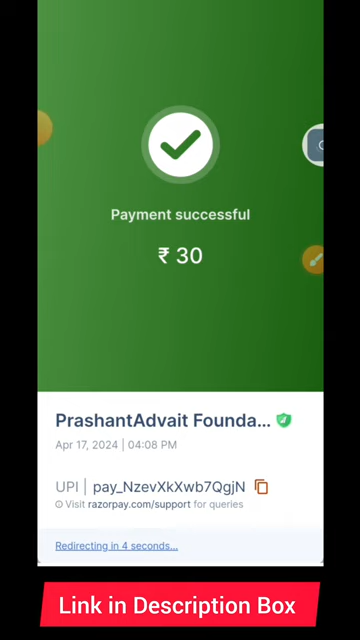 Payment successful
₹ 30
PrashantAdvait Founda...
Apr 17, 2024 | 04:08 PM
UPI | pay_NzevXkXwb7QgjN
Visit razorpay.com/support for queries
Redirecting in 4 seconds...
Link in Description Box